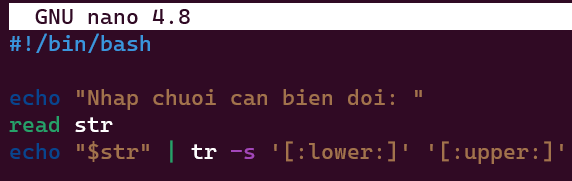 GNU nano 4.8
#!/bin/bash
echo "Nhap chuoi can bien doi: "
read str
echo "$str" | tr -s '[:lower:]' '[:upper:]'